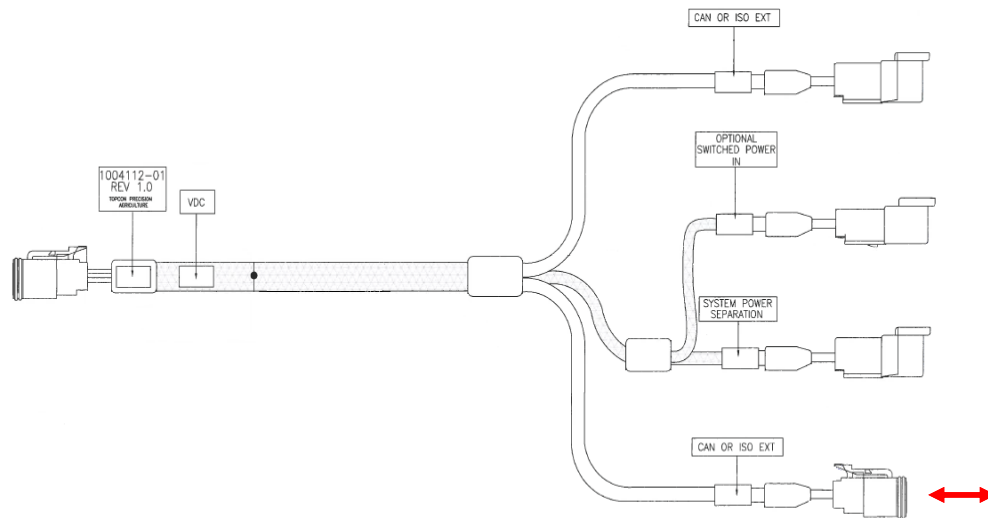 CAN OR ISO EXT
OPTIONAL
SWITCHED POWER
IN
1004112-01
REV 1.0
TOPCON PRECISION
AGRICULTURE
VDC
SYSTEM POWER
SEPARATION
CAN OR ISO EXT